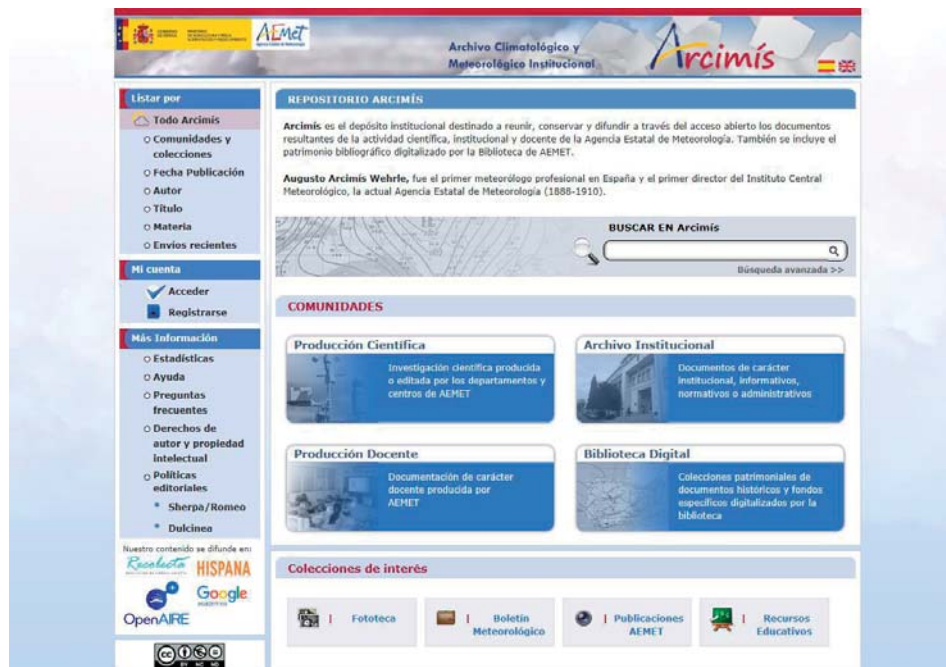 AEmet
Agencia Estatal de Meteorología
Archivo Climatológico y
Meteorológico Institucional
Arcimís
Listar por
Todo Arcimis
Comunidades y
colecciones
Fecha Publicación
Autor
Título
Materia
Envíos recientes
Mi cuenta
Acceder
Registrarse
Más Información
Estadísticas
Ayuda
Preguntas
frecuentes
Derechos de
autor y propiedad
intelectual
Políticas
editoriales
Sherpa/Romeo
Dulcinea
Nuestro contenido se difunde en:
Recolecta
HISPANA
OpenAIRE
Google
BY NC ND
REPOSITORIO ARCIMÍS
Arcimís es el depósito institucional destinado a reunir, conservar y difundir a través del acceso abierto los documentos
resultantes de la actividad científica, institucional y docente de la Agencia Estatal de Meteorología. También se incluye el
patrimonio bibliográfico digitalizado por la Biblioteca de AEMET.
Augusto Arcimís Wehrle, fue el primer meteorólogo profesional en España y el primer director del Instituto Central
Meteorológico, la actual Agencia Estatal de Meteorología (1888-1910).
BUSCAR EN Arcimís
Búsqueda avanzada >>
COMUNIDADES
Producción Científica
Investigación científica producida
o editada por los departamentos y
centros de AEMET
Archivo Institucional
Documentos de carácter
institucional, informativos,
normativos o administrativos
Producción Docente
Documentación de carácter
docente producida por
AEMET
Biblioteca Digital
Colecciones patrimoniales de
documentos históricos y fondos
específicos digitalizados por la
biblioteca
Colecciones de interés
Fototeca
Boletín
Meteorológico
Publicaciones
AEMET
Recursos
Educativos